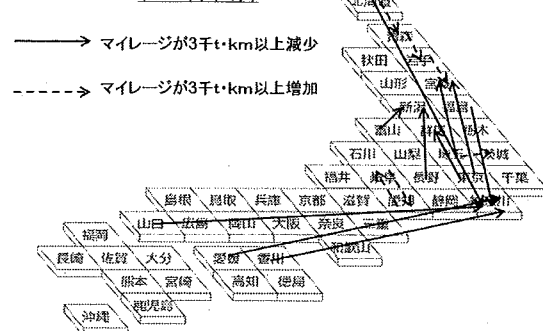 北海道
マイレージが3千t・km以上減少
秋田 岩手
山形 宮城
マイレージが3千t・km以上増加
新潟 福島
富山 群馬 栃木
石川 山梨 埼玉 茨城
福井 岐阜 長野 東京 千葉
島根 鳥取 兵庫 京都 滋賀 愛知 静岡
山口 広島 岡山 大阪 奈良 三重
福岡
和歌山
長崎 佐賀 大分 愛媛 香川
熊本 宮崎 高知 徳島
鹿児島
沖縄